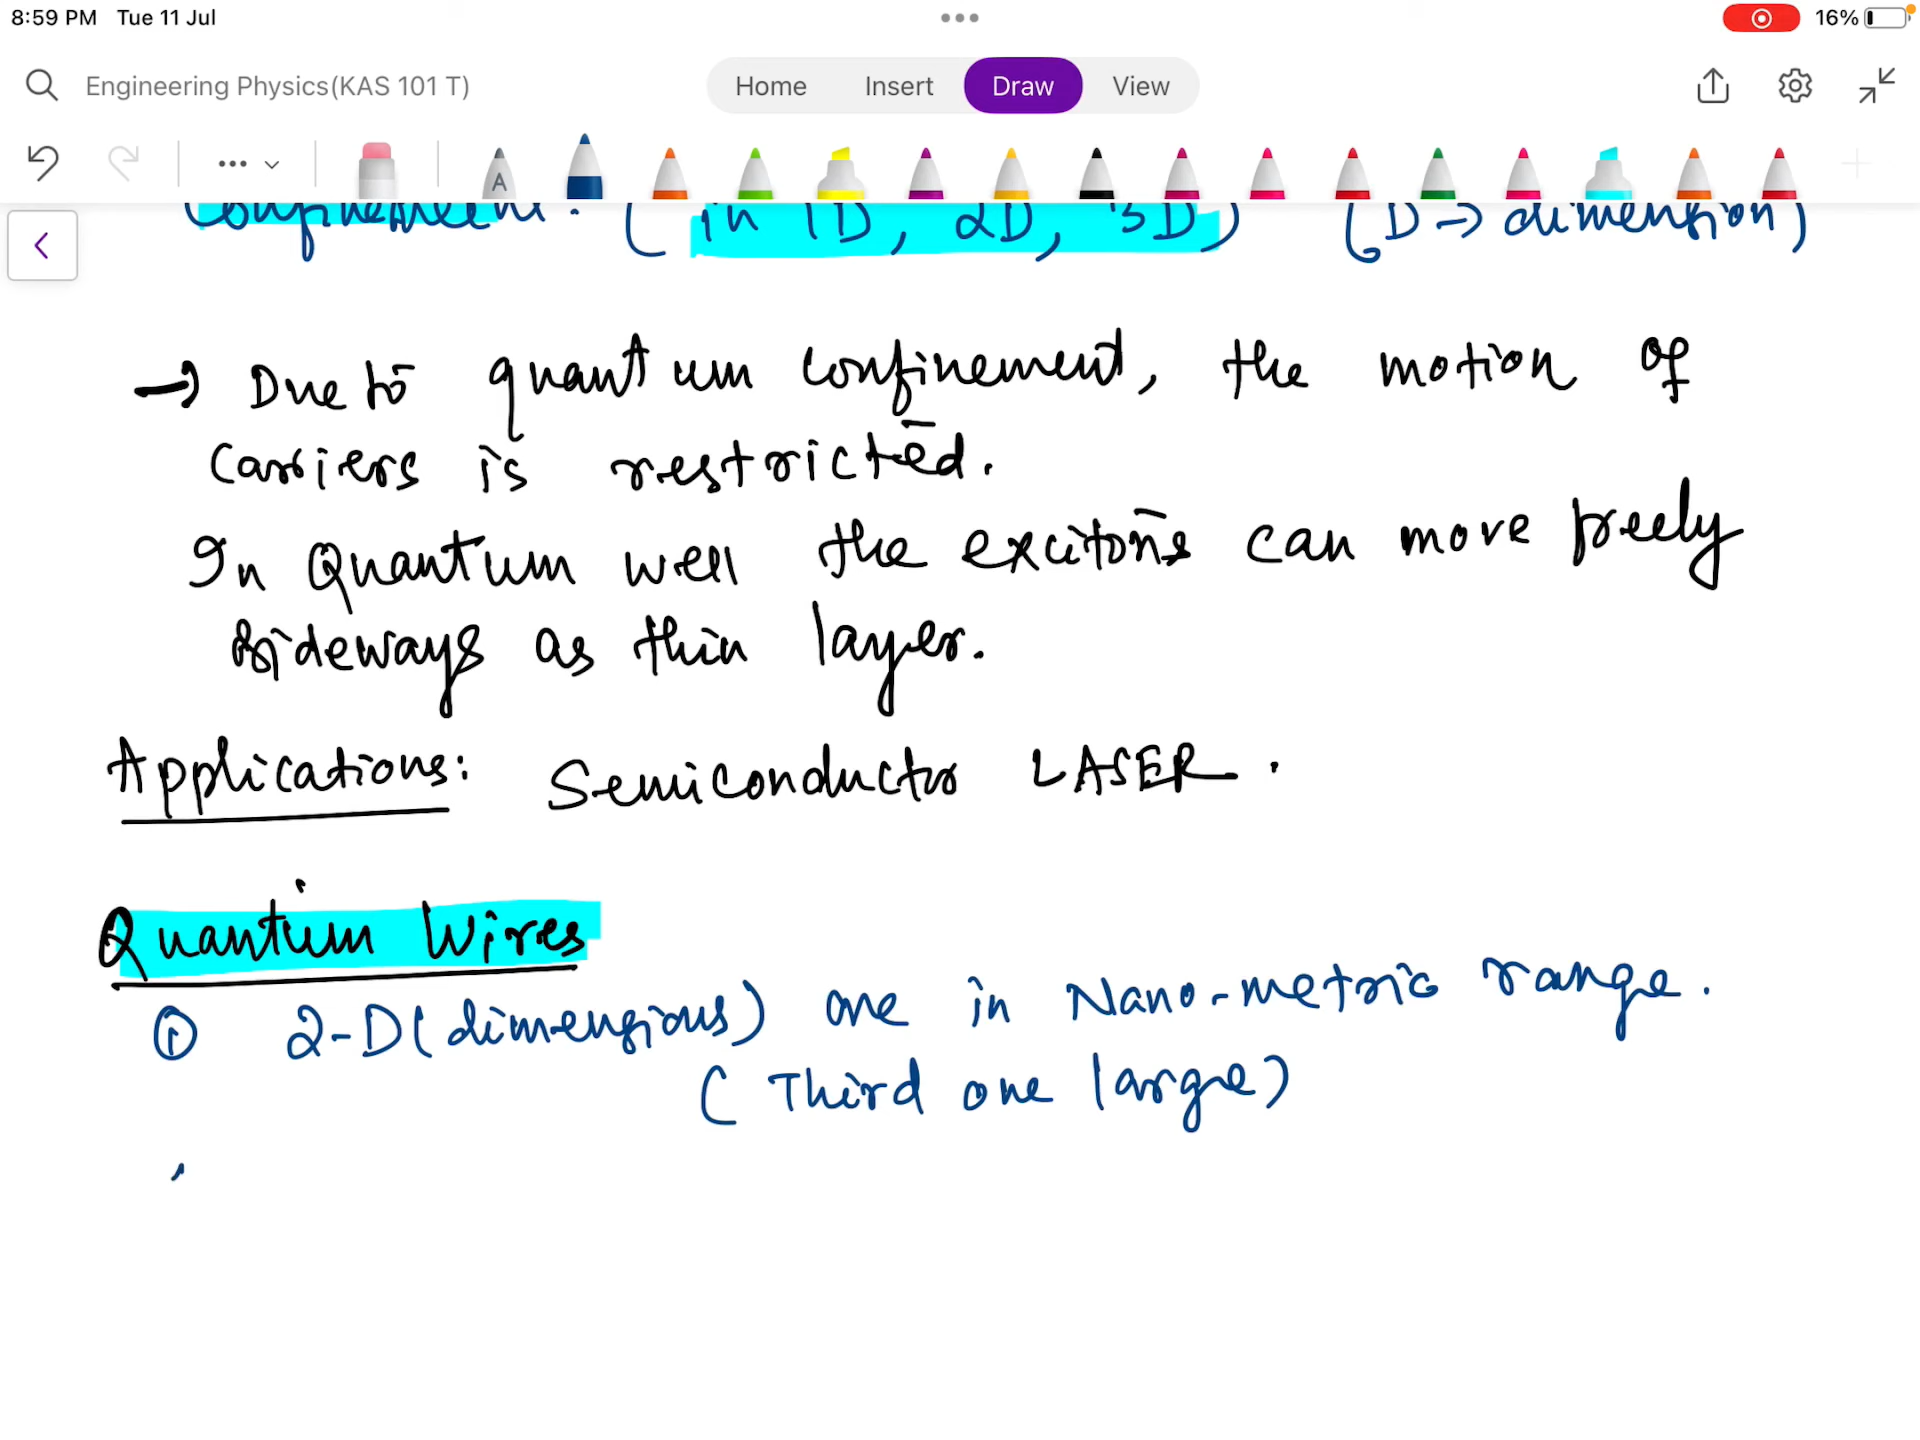 8:59 PM Tue 11 Jul
16%
Engineering Physics(KAS 101 T)
Home Insert Draw View
A
Confinement. (in 1D, 2D, 3D,) (D → dimension)
→ Due to quantum confinement, the motion of
carriers is restricted.
In Quantum well the excitons can move freely
sideways as thin layer.
Applications: Semiconductor LASER.
Quantum Wires
① 2-D (dimensions) are in Nano-metric range.
(Third one large)